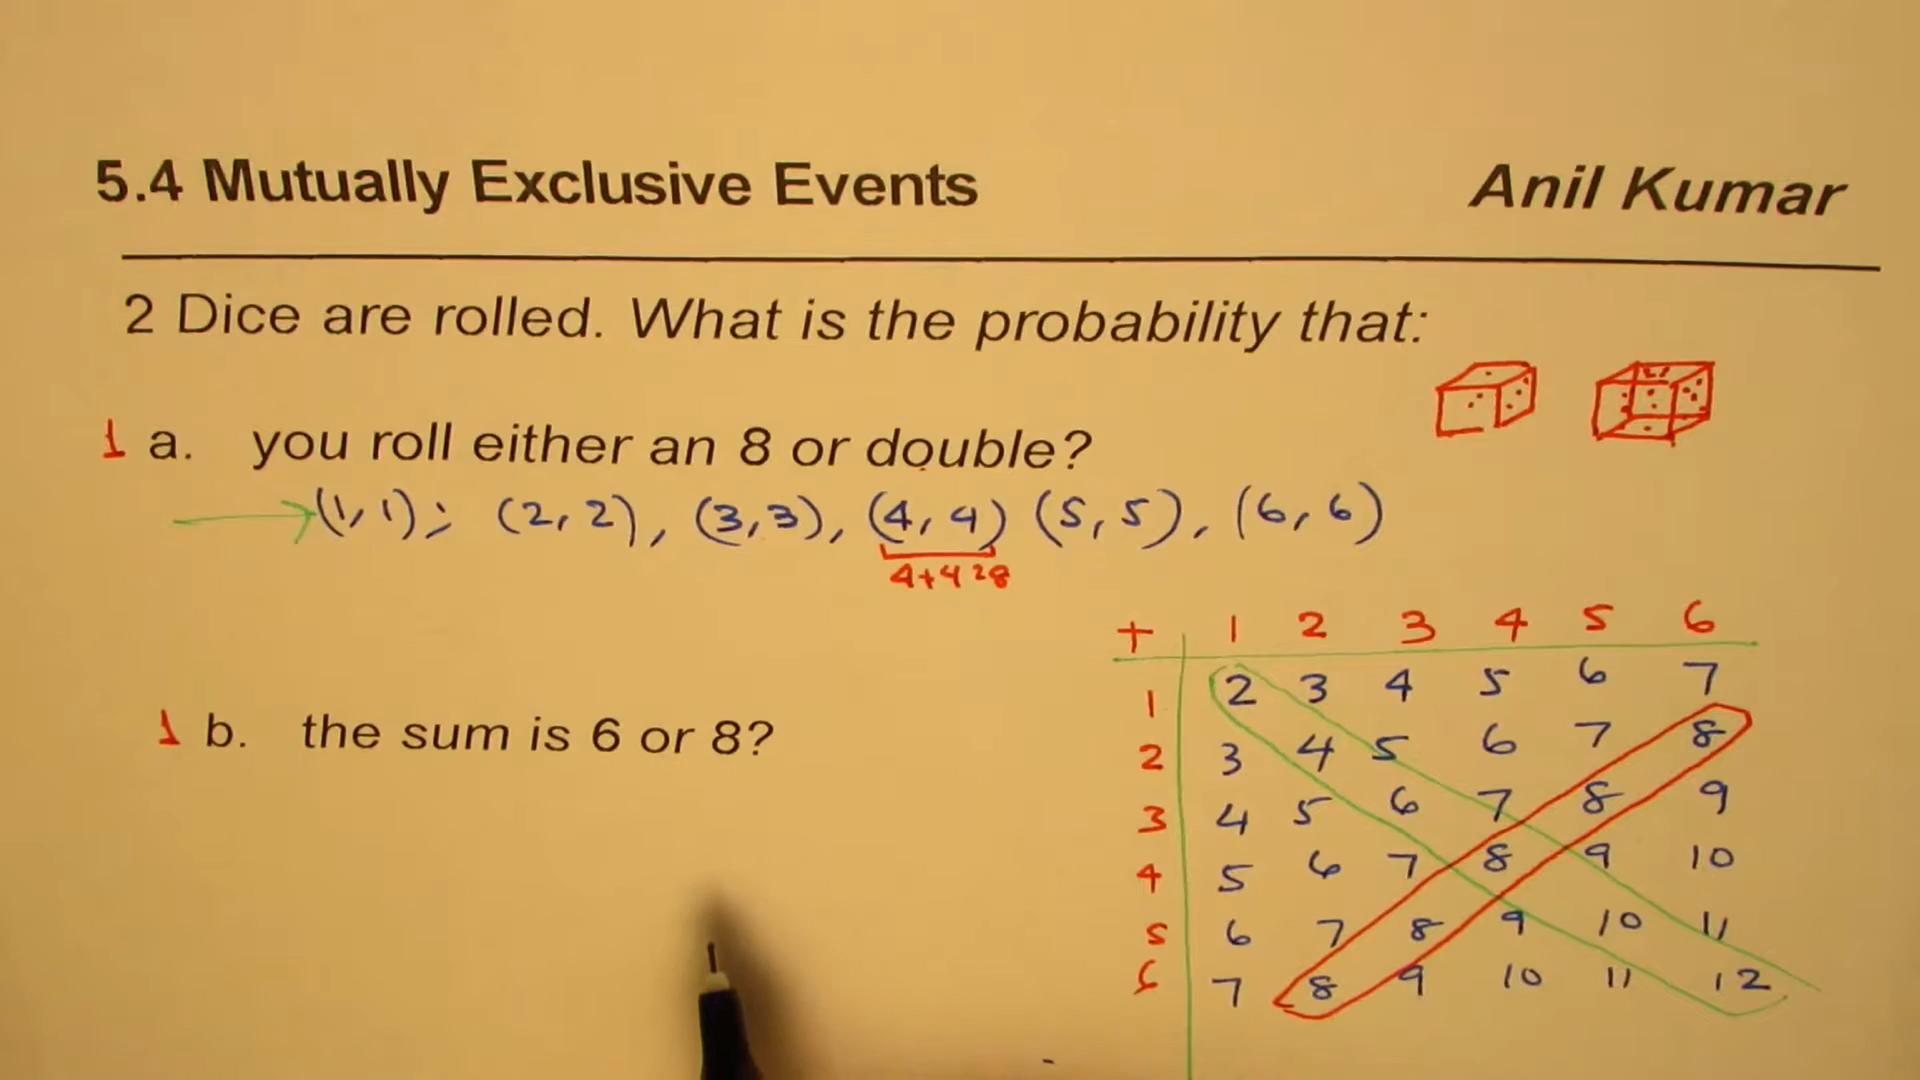 5.4 Mutually Exclusive Events Anil Kumar
2 Dice are rolled. What is the probability that:
1 a. you roll either an 8 or double?
(1,1); (2,2), (3,3), (4,4) (5,5), (6,6)
4+4=8
1 b. the sum is 6 or 8?
+ 1 2 3 4 5 6
1 2 3 4 5 6 7
2 3 4 5 6 7 8
3 4 5 6 7 8 9
4 5 6 7 8 9 10
5 6 7 8 9 10 11
6 7 8 9 10 11 12